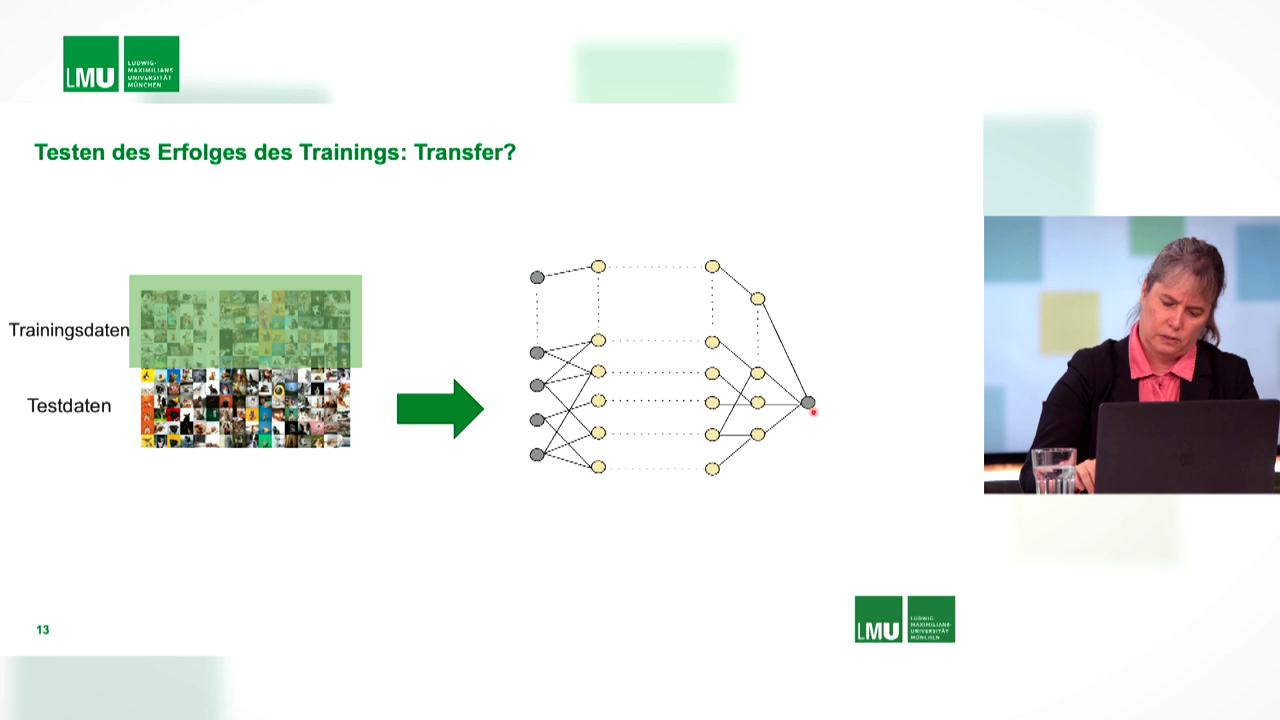 LMU
LUDWIG-
MAXIMILIANS-
UNIVERSITÄT
MÜNCHEN
Testen des Erfolges des Trainings: Transfer?
Trainingsdaten
Testdaten
13
LMU
LUDWIG-
MAXIMILIANS-
UNIVERSITÄT
MÜNCHEN